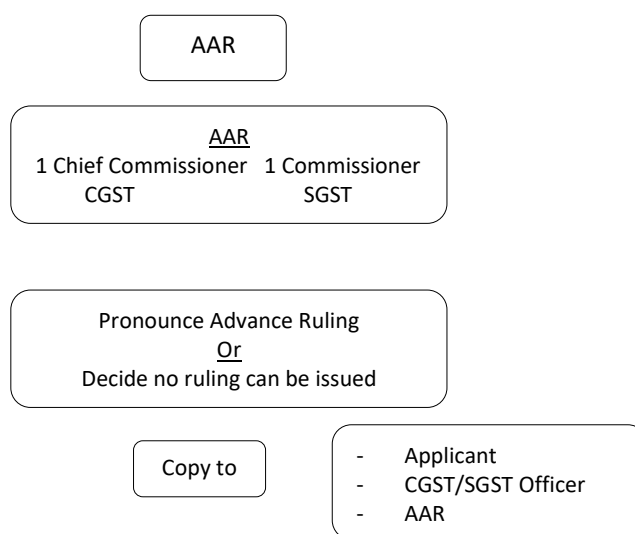 AAR
AAR
1 Chief Commissioner 1 Commissioner
CGST SGST
Pronounce Advance Ruling
Or
Decide no ruling can be issued
Copy to
- Applicant
- CGST/SGST Officer
- AAR